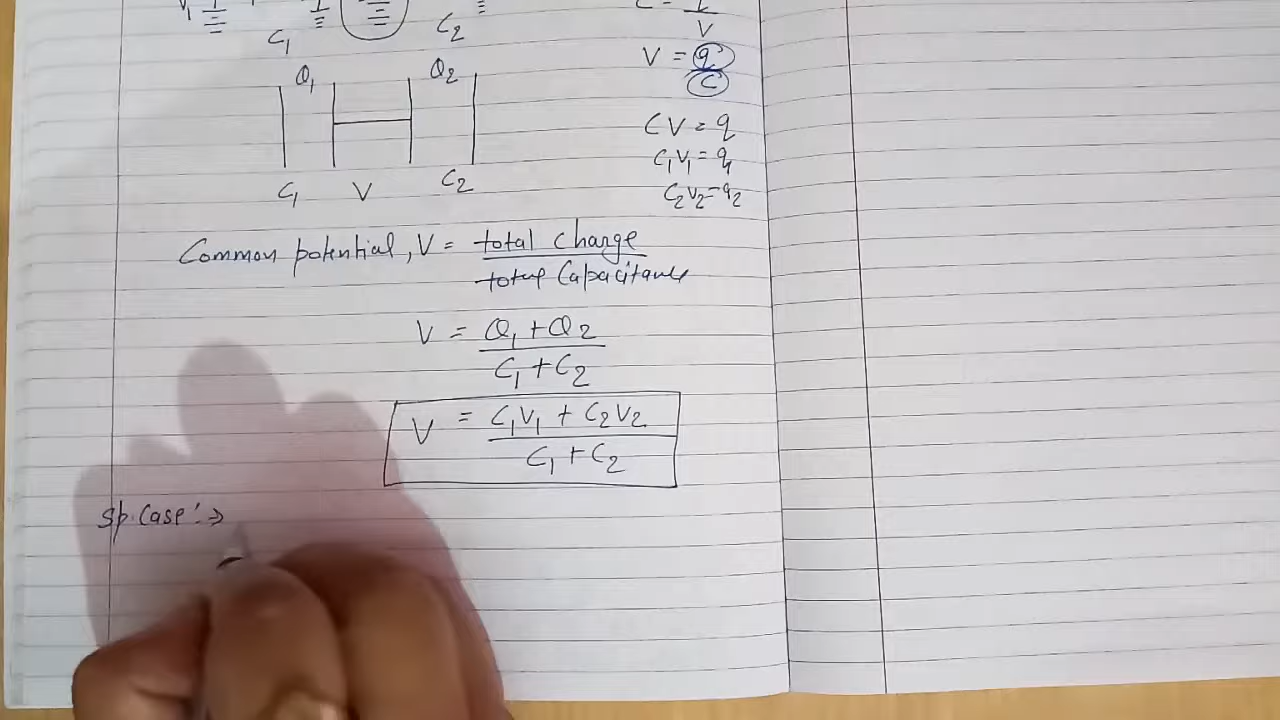 V1
C1
C2
V
Q1 Q2
V = q
C
CV = q
C1V1 = q1
C2V2 = q2
C1 V C2
Common potential, V = total charge
total Capacitance
V = Q1 + Q2
C1 + C2
V = C1V1 + C2V2
C1 + C2
Sp. Case :⇒